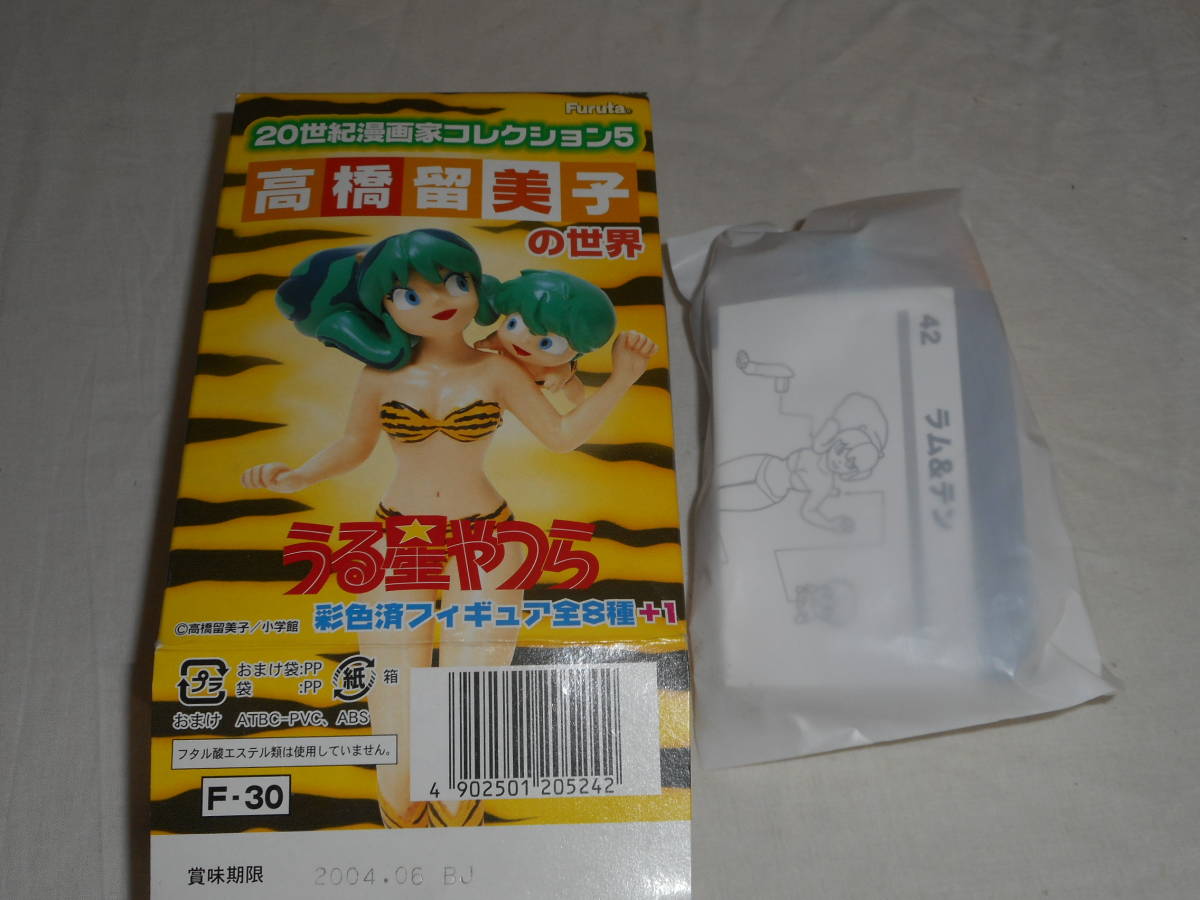 Furuta
20世紀漫画家コレクション5
高橋留美子
の世界
うる星やつら
彩色済フィギュア全8種+1
©高橋留美子/小学館
プラ
おまけ袋:PP
袋 :PP
紙
箱
おまけ ATBC-PVC、ABS
フタル酸エステル類は使用していません。
F-30
4 902501 205242
賞味期限 2004.06 BJ
42 ラム&テン